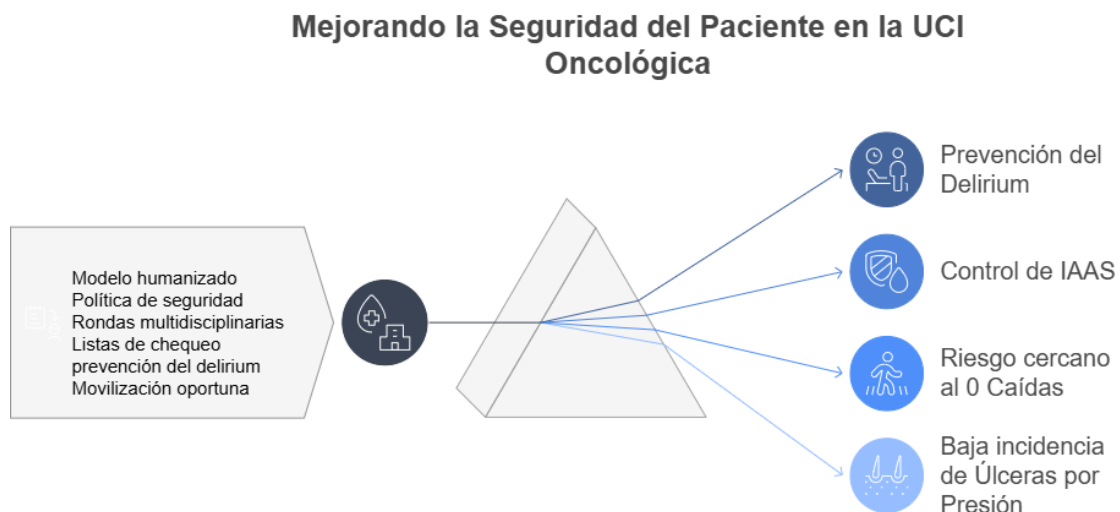 Mejorando la Seguridad del Paciente en la UCI
Oncológica
Modelo humanizado
Política de seguridad
Rondas multidisciplinarias
Listas de chequeo
prevención del delirium
Movilización oportuna
Prevención del
Delirium
Control de IAAS
Riesgo cercano
al 0 Caídas
Baja incidencia
de Úlceras por
Presión